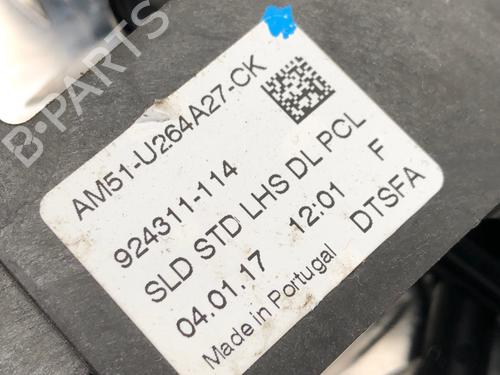 B-PARTS
AM51-U264A27-CK
924311-114
SLD STD LHS DL PCL
04.01.17 12:01 F
Made in Portugal DTSFA